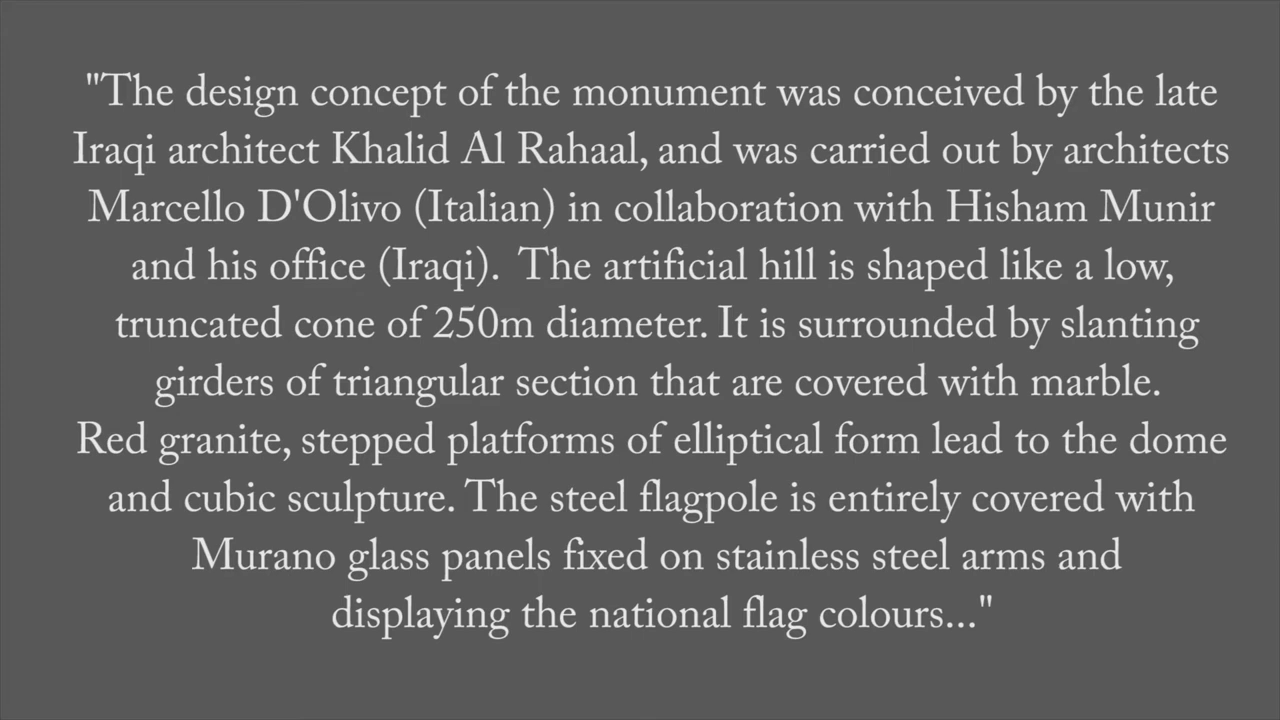 "The design concept of the monument was conceived by the late
Iraqi architect Khalid Al Rahaal, and was carried out by architects
Marcello D'Olivo (Italian) in collaboration with Hisham Munir
and his office (Iraqi).  The artificial hill is shaped like a low,
truncated cone of 250m diameter. It is surrounded by slanting
girders of triangular section that are covered with marble.
Red granite, stepped platforms of elliptical form lead to the dome
and cubic sculpture. The steel flagpole is entirely covered with
Murano glass panels fixed on stainless steel arms and
displaying the national flag colours..."